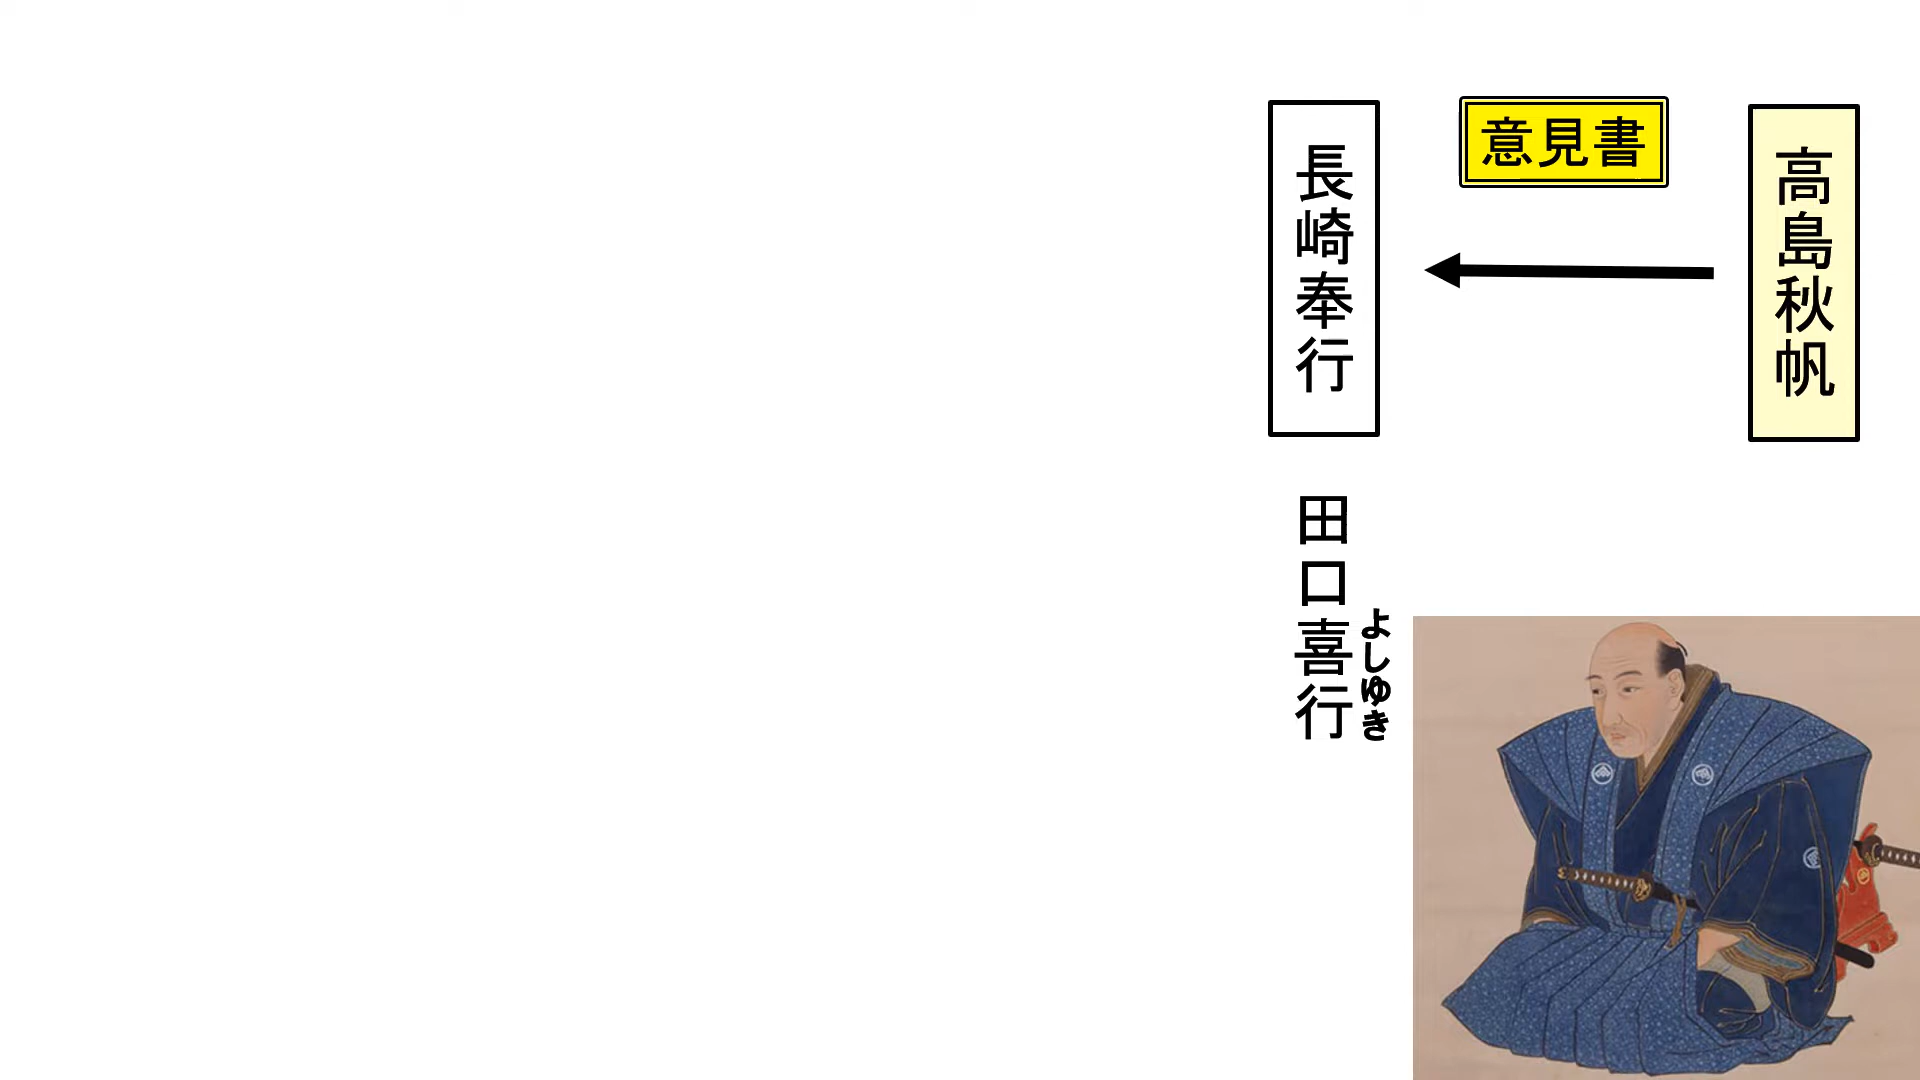 高島秋帆
意見書
長崎奉行
田口喜行
よしゆき